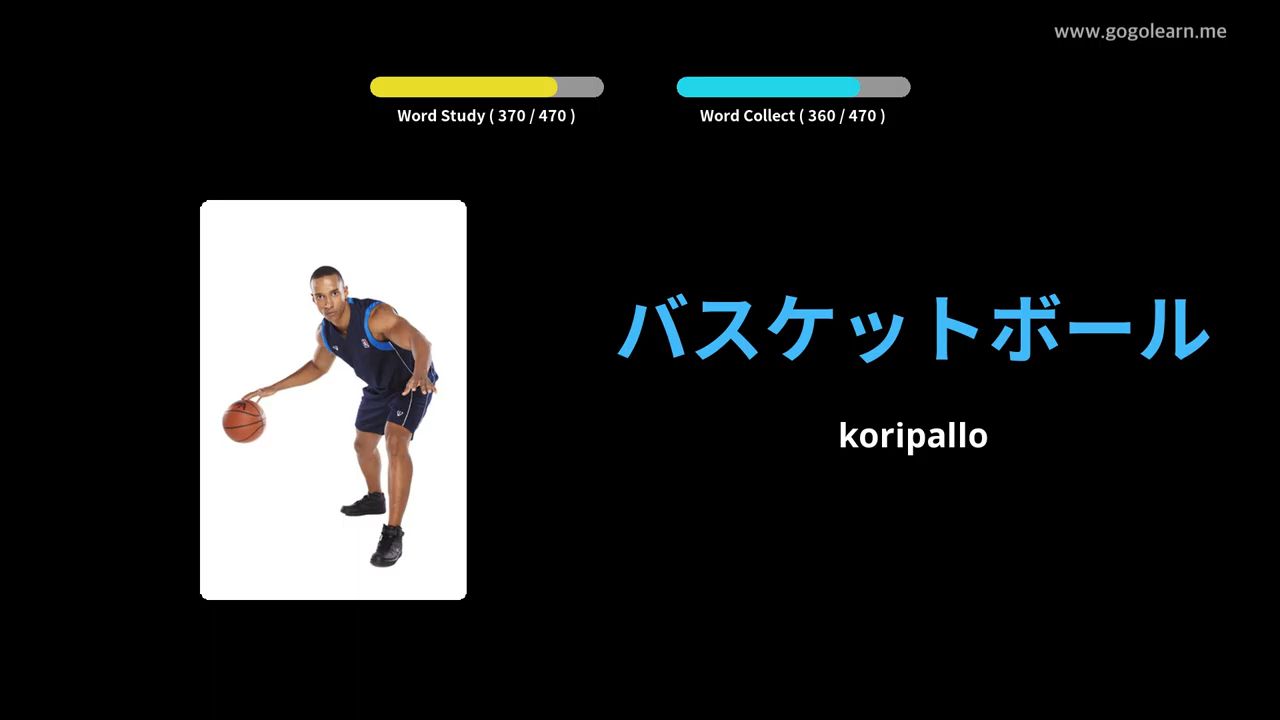 www.gogolearn.me
Word Study ( 370 / 470 )
Word Collect ( 360 / 470 )
バスケットボール
koripallo